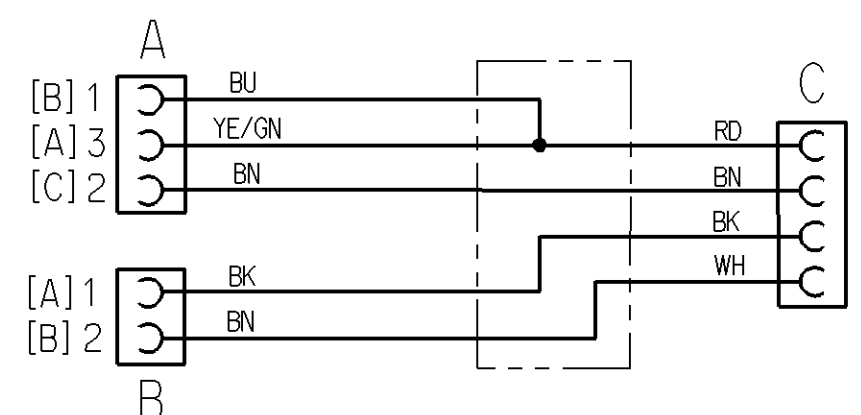 A
C
[B] 1 BU
[A] 3 YE/GN RD
[C] 2 BN BN
BK
[A] 1 BK WH
[B] 2 BN
B